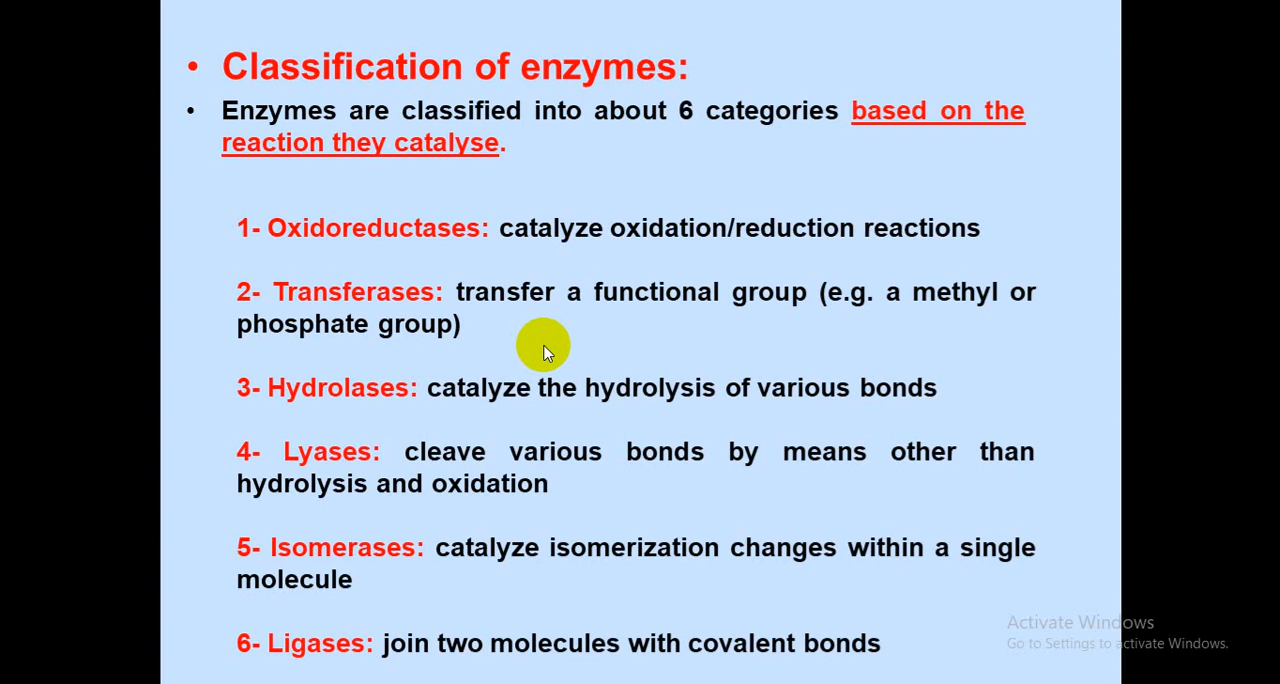 • Classification of enzymes:
• Enzymes are classified into about 6 categories based on the
reaction they catalyse.
1- Oxidoreductases: catalyze oxidation/reduction reactions
2- Transferases: transfer a functional group (e.g. a methyl or
phosphate group)
3- Hydrolases: catalyze the hydrolysis of various bonds
4- Lyases: cleave various bonds by means other than
hydrolysis and oxidation
5- Isomerases: catalyze isomerization changes within a single
molecule
6- Ligases: join two molecules with covalent bonds
Activate Windows
Go to Settings to activate Windows.